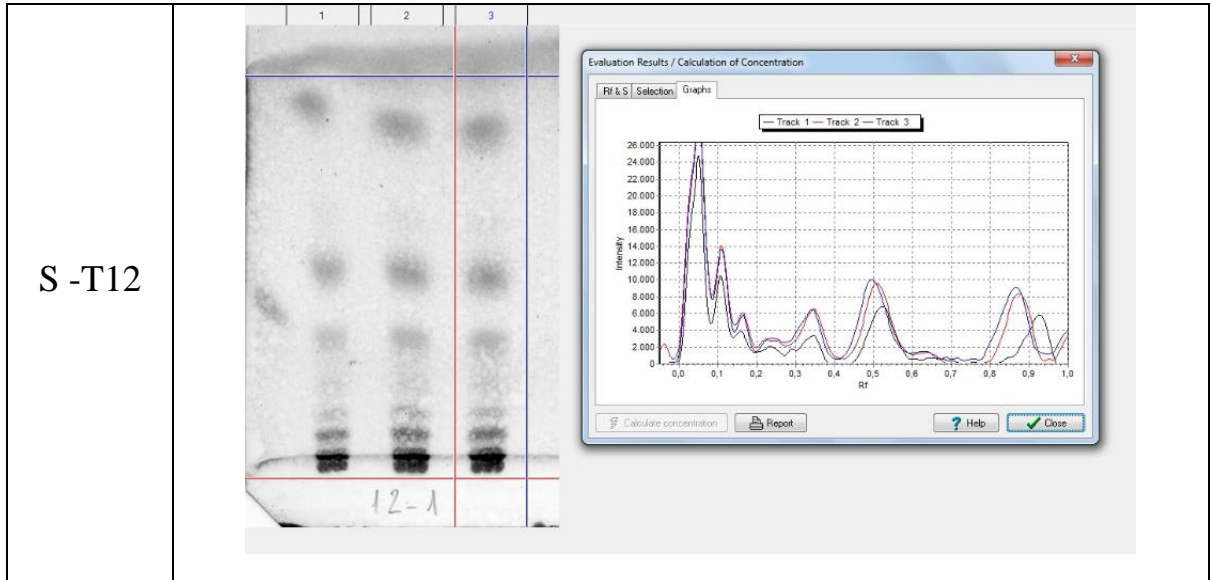 S -T12
1 2 3
12-1
Evaluation Results / Calculation of Concentration
Rf & S Selection Graphs
Track 1 Track 2 Track 3
Intensity
26.000
24.000
22.000
20.000
18.000
16.000
14.000
12.000
10.000
8.000
6.000
4.000
2.000
0
0,0 0,1 0,2 0,3 0,4 0,5 0,6 0,7 0,8 0,9 1,0
Rf
Calculate concentration Report Help Close